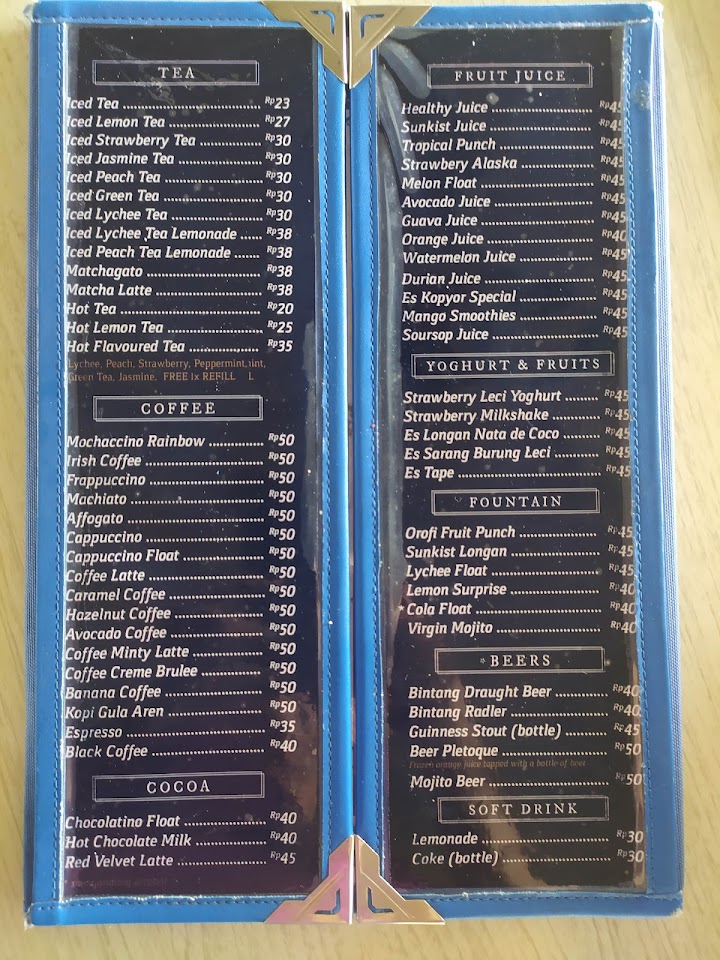 TEA
Iced Tea ........ Rp23
Iced Lemon Tea ........ Rp27
Iced Strawberry Tea ........ Rp30
Iced Jasmine Tea ........ Rp30
Iced Peach Tea ........ Rp30
Iced Green Tea ........ Rp30
Iced Lychee Tea ........ Rp30
Iced Lychee Tea Lemonade ........ Rp38
Iced Peach Tea Lemonade ........ Rp38
Matchagato ........ Rp38
Matcha Latte ........ Rp38
Hot Tea ........ Rp20
Hot Lemon Tea ........ Rp25
Hot Flavoured Tea ........ Rp35
Lychee, Peach, Strawberry, Peppermint,
Green Tea, Jasmine, FREE 1x REFILL
COFFEE
Mochaccino Rainbow ........ Rp50
Irish Coffee ........ Rp50
Frappuccino ........ Rp50
Machiato ........ Rp50
Affogato ........ Rp50
Cappuccino ........ Rp50
Cappuccino Float ........ Rp50
Coffee Latte ........ Rp50
Caramel Coffee ........ Rp50
Hazelnut Coffee ........ Rp50
Avocado Coffee ........ Rp50
Coffee Minty Latte ........ Rp50
Coffee Creme Brulee ........ Rp50
Banana Coffee ........ Rp50
Kopi Gula Aren ........ Rp50
Espresso ........ Rp35
Black Coffee ........ Rp40
COCOA
Chocolatino Float ........ Rp40
Hot Chocolate Milk ........ Rp40
Red Velvet Latte ........ Rp45
FRUIT JUICE
Healthy Juice ........ Rp45
Sunkist Juice ........ Rp45
Tropical Punch ........ Rp45
Strawbery Alaska ........ Rp45
Melon Float ........ Rp45
Avocado Juice ........ Rp45
Guava Juice ........ Rp45
Orange Juice ........ Rp40
Watermelon Juice ........ Rp45
Durian Juice ........ Rp45
Es Kopyor Special ........ Rp45
Mango Smoothies ........ Rp45
Soursop Juice ........ Rp45
YOGHURT & FRUITS
Strawberry Leci Yoghurt ........ Rp45
Strawberry Milkshake ........ Rp45
Es Longan Nata de Coco ........ Rp45
Es Sarang Burung Leci ........ Rp45
Es Tape ........ Rp45
FOUNTAIN
Orofi Fruit Punch ........ Rp45
Sunkist Longan ........ Rp45
Lychee Float ........ Rp45
Lemon Surprise ........ Rp40
Cola Float ........ Rp40
Virgin Mojito ........ Rp40
BEERS
Bintang Draught Beer ........ Rp40
Bintang Radler ........ Rp40
Guinness Stout (bottle) ........ Rp45
Beer Pletoque ........ Rp50
Frozen orange juice tapped with a bottle of beer
Mojito Beer ........ Rp50
SOFT DRINK
Lemonade ........ Rp30
Coke (bottle) ........ Rp30